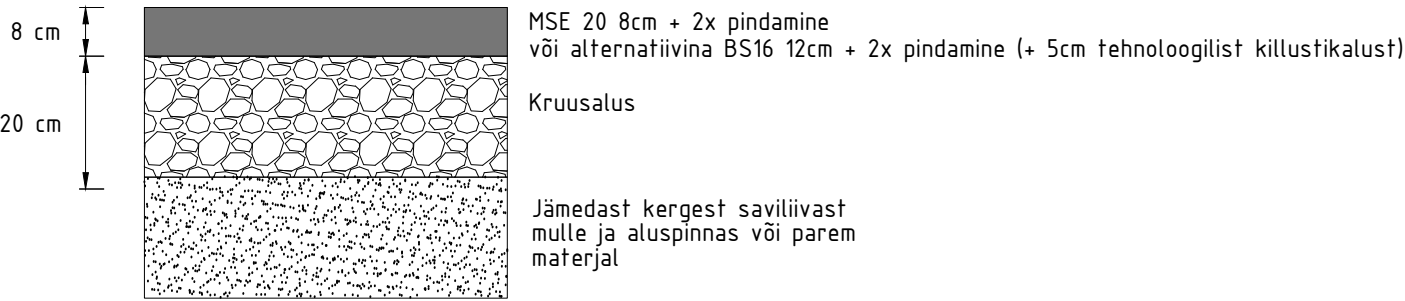 8 cm
MSE 20 8cm + 2x pindamine
või alternatiivina BS16 12cm + 2x pindamine (+ 5cm tehnoloogilist killustikalust)
20 cm
Kruusalus
Jämedast kergest saviliivast
mulle ja aluspinnas või parem
materjal